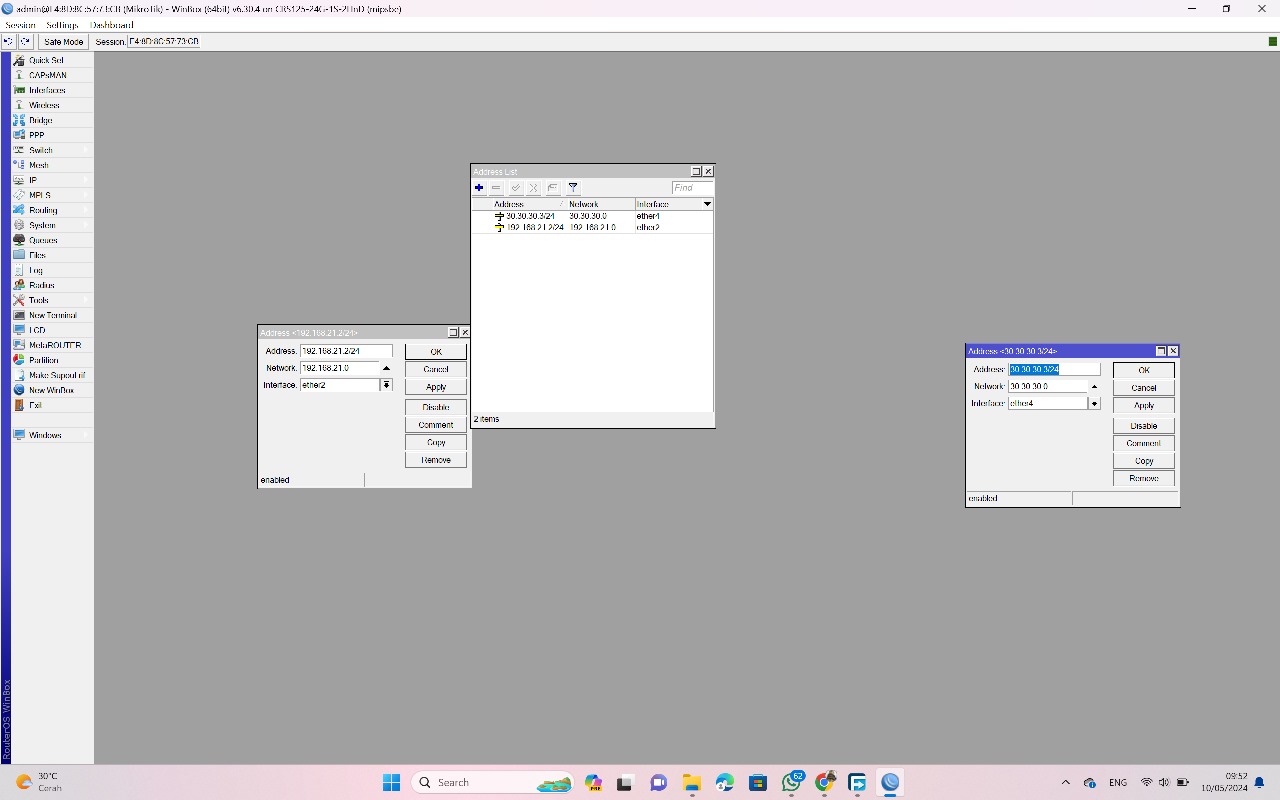 admin@E4:8D:8C:57:73:CB (MikroTik) - WinBox (64bit) v6.30.4 on CRS125-24G-1S-2HnD (mipsbe)
Session Settings Dashboard
Safe Mode Session: E4:8D:8C:57:73:CB
Quick Set
CAPsMAN
Interfaces
Wireless
Bridge
PPP
Switch
Mesh
IP
MPLS
Routing
System
Queues
Files
Log
Radius
Tools
New Terminal
LCD
MetaROUTER
Partition
Make Supout.rif
New WinBox
Exit
Windows
RouterOS WinBox
Address List
Find
Address Network Interface
30.30.30.3/24 30.30.30.0 ether4
192.168.21.2/24 192.168.21.0 ether2
2 items
Address <192.168.21.2/24>
Address: 192.168.21.2/24 OK
Network: 192.168.21.0 Cancel
Interface: ether2 Apply
Disable
Comment
Copy
Remove
enabled
Address <30.30.30.3/24>
Address: 30.30.30.3/24 OK
Network: 30.30.30.0 Cancel
Interface: ether4 Apply
Disable
Comment
Copy
Remove
enabled
30°C
Cerah
Search
PRE
62
ENG
09:52
10/05/2024